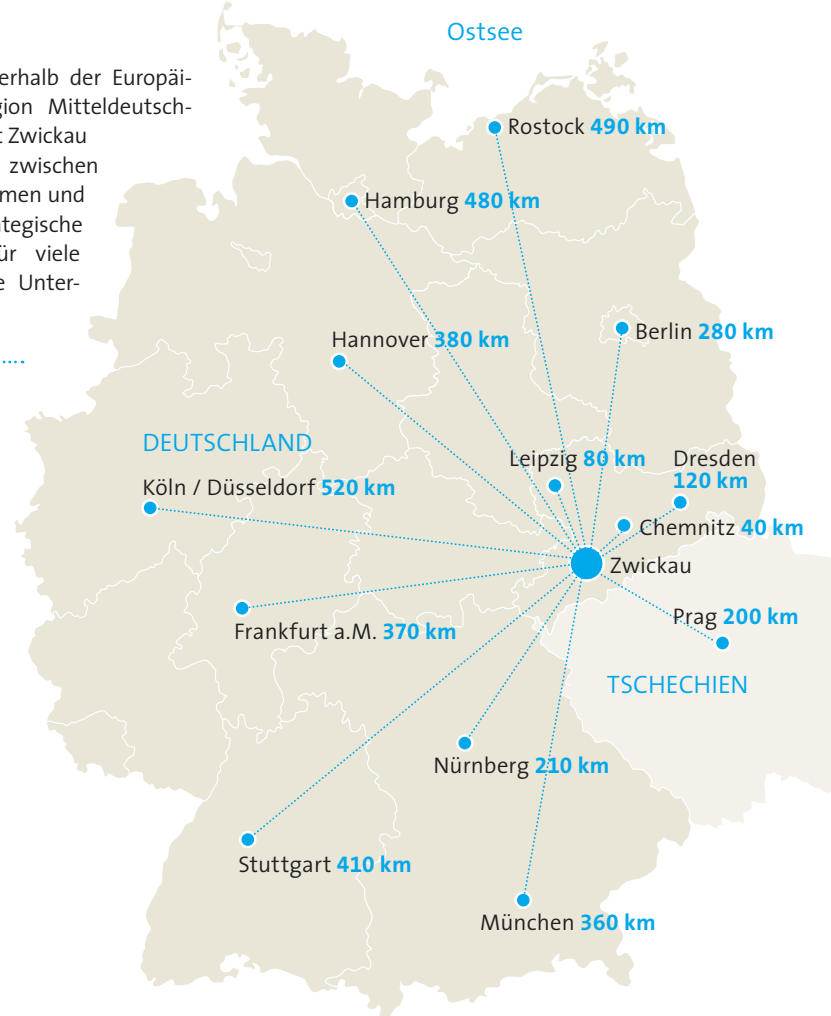 Ostsee
erhalb der Europäi-
gion Mitteldeutsch-
t Zwickau
zwischen
men und
ategische
ür viele
e Unter-
....
Rostock 490 km
Hamburg 480 km
Hannover 380 km
Berlin 280 km
DEUTSCHLAND
Leipzig 80 km
Dresden
120 km
Köln / Düsseldorf 520 km
Chemnitz 40 km
Zwickau
Prag 200 km
Frankfurt a.M. 370 km
TSCHECHIEN
Nürnberg 210 km
Stuttgart 410 km
München 360 km